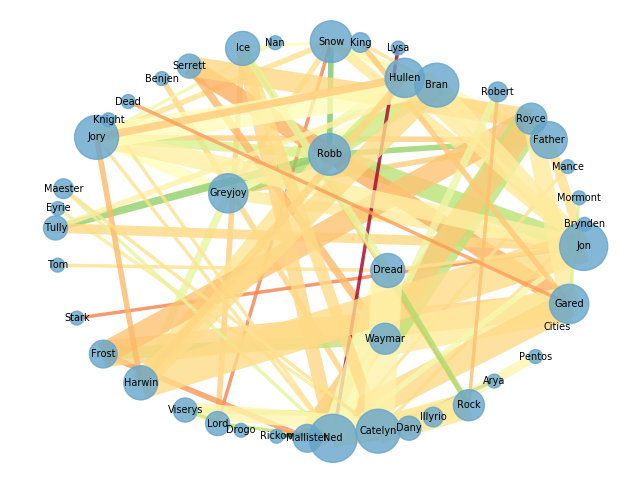 Snow
King
Nan
Ice
Lysa
Serrett
Hullen
Benjen
Bran
Robert
Dead
Royce
Knight
Jory
Father
Robb
Mance
Maester
Greyjoy
Mormont
Eyrie
Tully
Brynden
Jon
Tom
Dread
Gared
Stark
Cities
Waymar
Frost
Pentos
Harwin
Arya
Rock
Viserys
Illyrio
Lord
Dany
Drogo
Catelyn
Rickon
Mallister
Ned